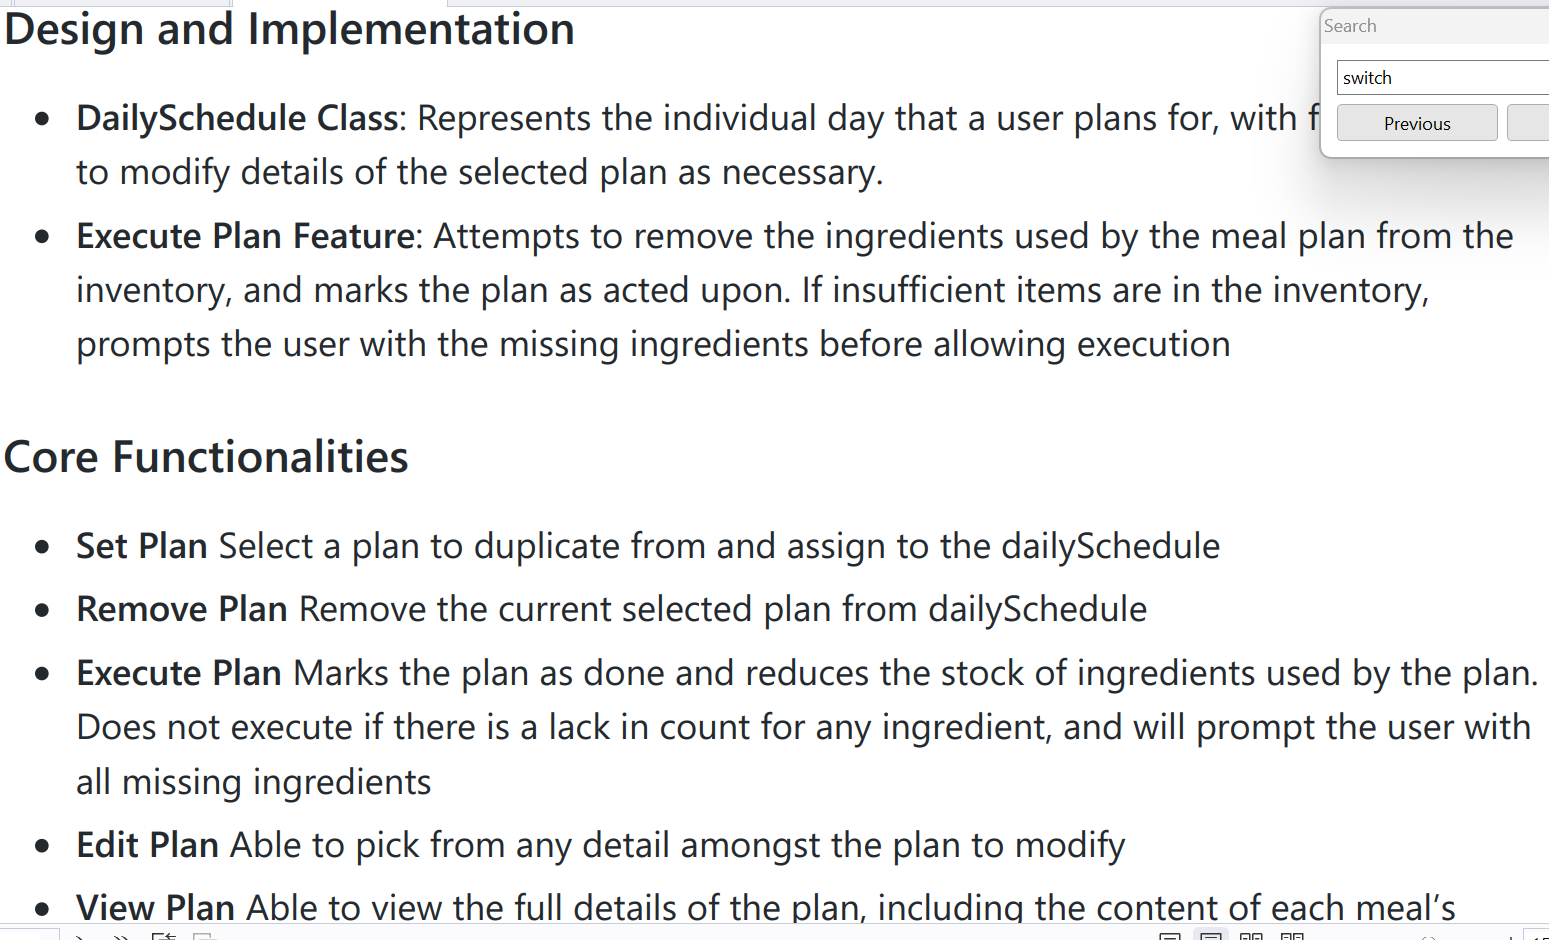 Design and Implementation
Search
switch
Previous
• DailySchedule Class: Represents the individual day that a user plans for, with
to modify details of the selected plan as necessary.
• Execute Plan Feature: Attempts to remove the ingredients used by the meal plan from the
inventory, and marks the plan as acted upon. If insufficient items are in the inventory,
prompts the user with the missing ingredients before allowing execution
Core Functionalities
• Set Plan Select a plan to duplicate from and assign to the dailySchedule
• Remove Plan Remove the current selected plan from dailySchedule
• Execute Plan Marks the plan as done and reduces the stock of ingredients used by the plan.
Does not execute if there is a lack in count for any ingredient, and will prompt the user with
all missing ingredients
• Edit Plan Able to pick from any detail amongst the plan to modify
• View Plan Able to view the full details of the plan, including the content of each meal’s